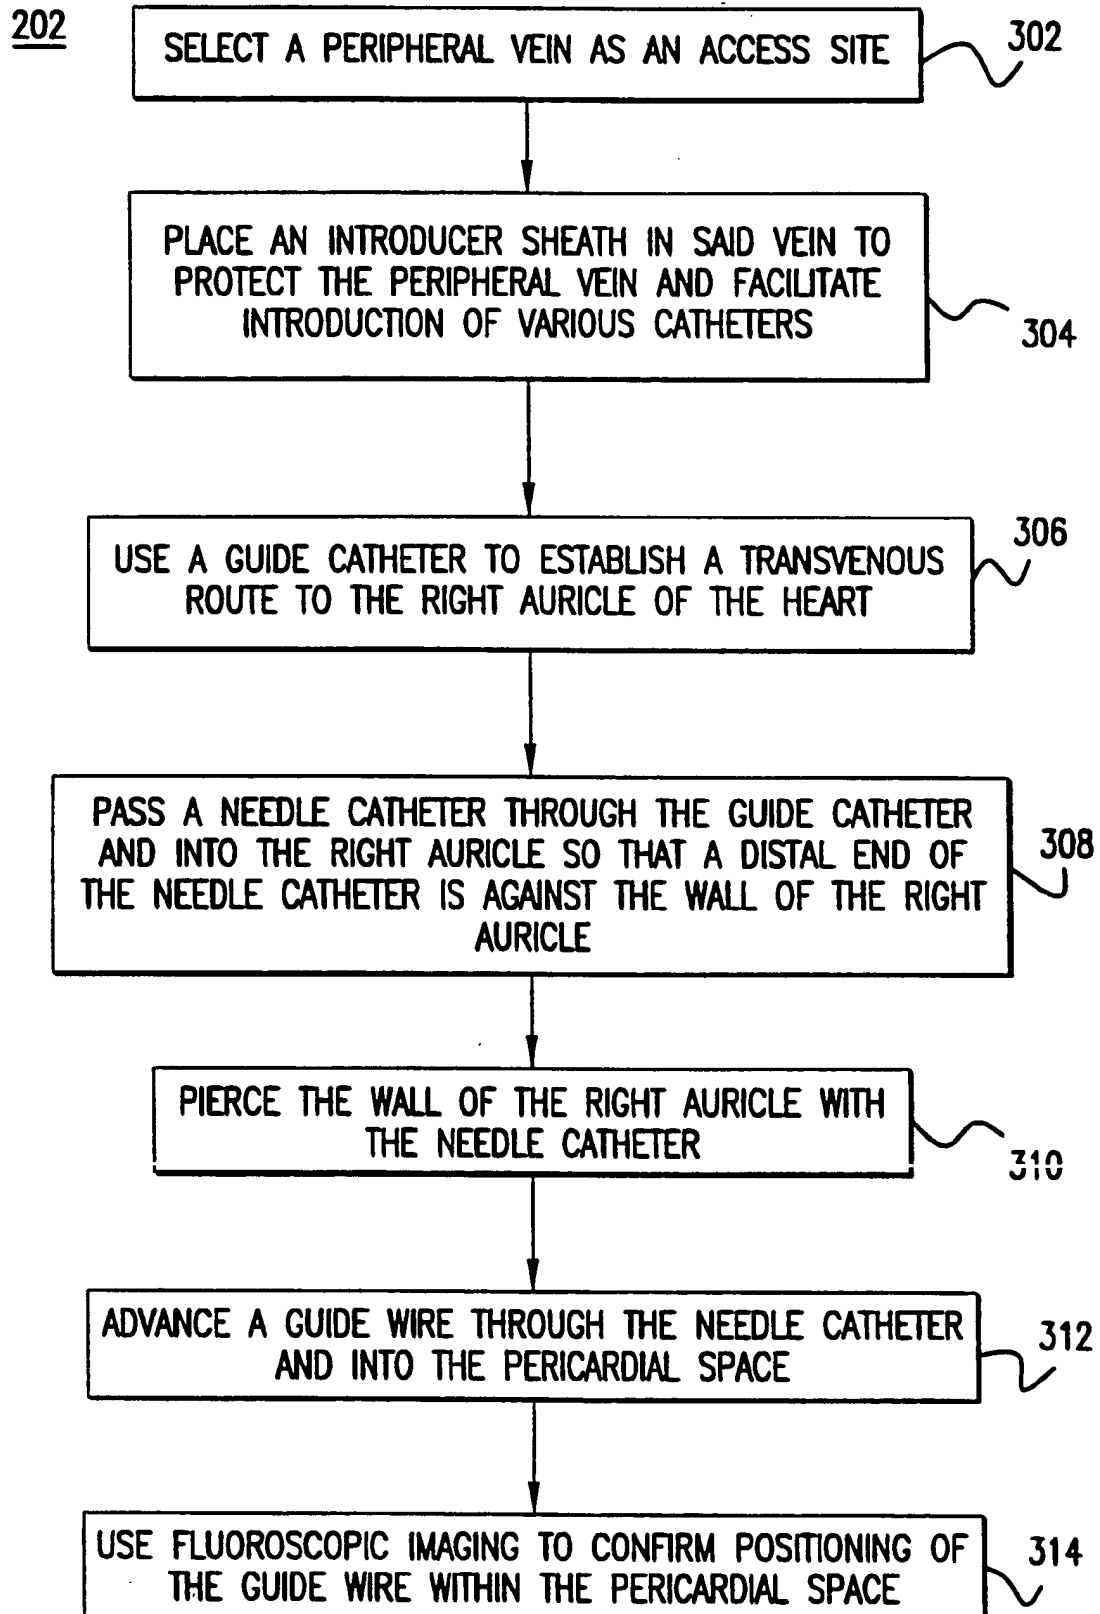 202
SELECT A PERIPHERAL VEIN AS AN ACCESS SITE
302
PLACE AN INTRODUCER SHEATH IN SAID VEIN TO
PROTECT THE PERIPHERAL VEIN AND FACILITATE
INTRODUCTION OF VARIOUS CATHETERS
304
USE A GUIDE CATHETER TO ESTABLISH A TRANSVENOUS
ROUTE TO THE RIGHT AURICLE OF THE HEART
306
PASS A NEEDLE CATHETER THROUGH THE GUIDE CATHETER
AND INTO THE RIGHT AURICLE SO THAT A DISTAL END OF
THE NEEDLE CATHETER IS AGAINST THE WALL OF THE RIGHT
AURICLE
308
PIERCE THE WALL OF THE RIGHT AURICLE WITH
THE NEEDLE CATHETER
310
ADVANCE A GUIDE WIRE THROUGH THE NEEDLE CATHETER
AND INTO THE PERICARDIAL SPACE
312
USE FLUOROSCOPIC IMAGING TO CONFIRM POSITIONING OF
THE GUIDE WIRE WITHIN THE PERICARDIAL SPACE
314